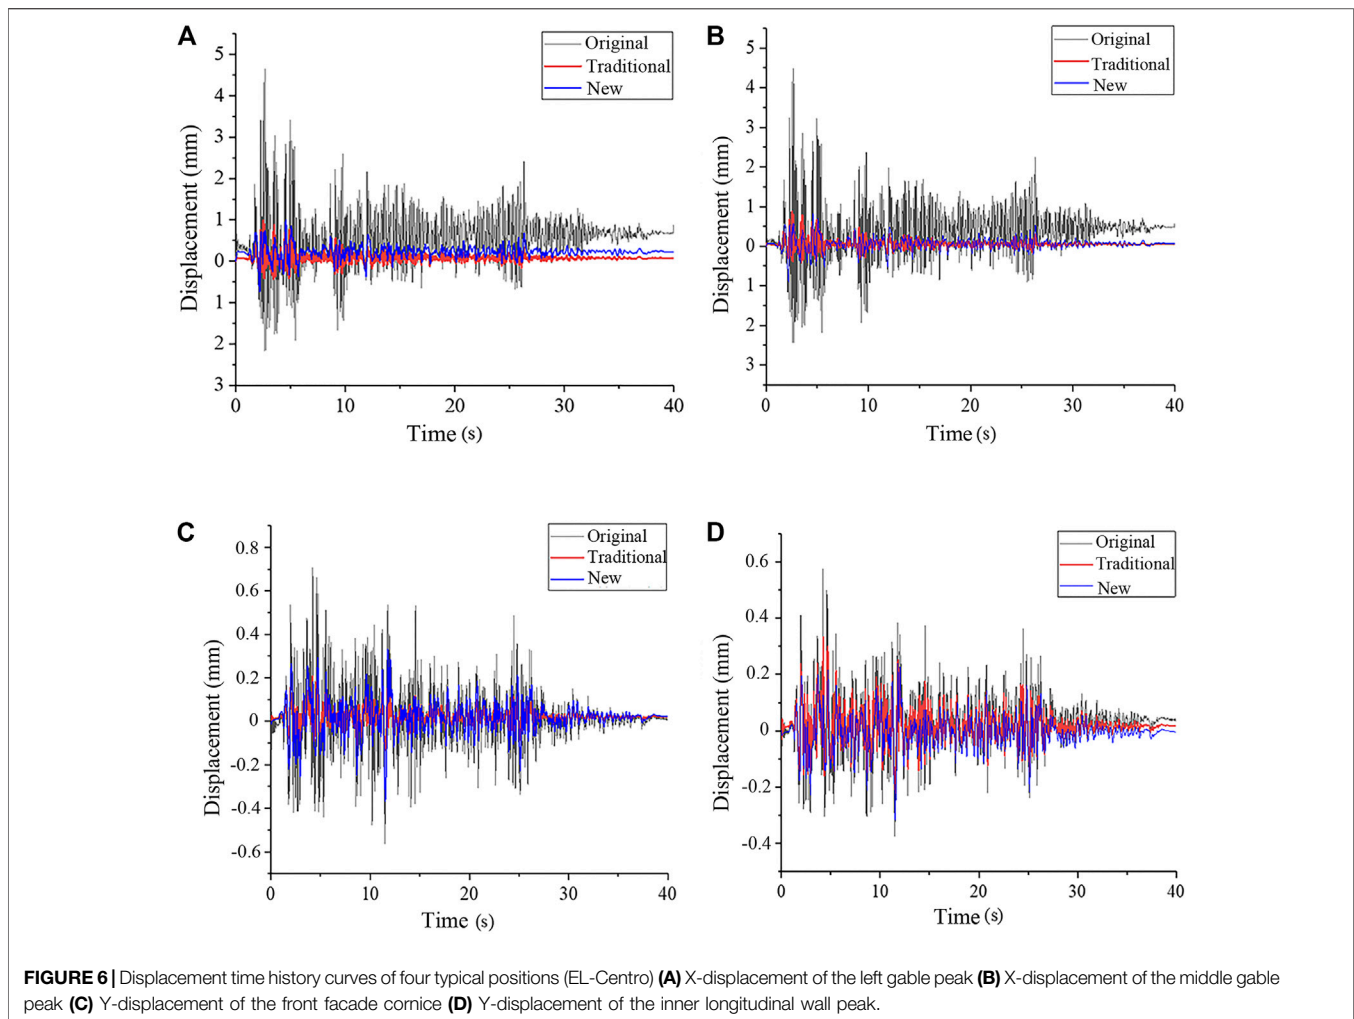 A
Original
Traditional
New
5
4
3
2
1
0
1
2
3
0
10
20
30
40
Displacement (mm)
Time (s)
B
Original
Traditional
New
5
4
3
2
1
0
1
2
3
0
10
20
30
40
Displacement (mm)
Time (s)
C
Original
Traditional
New
0.8
0.6
0.4
0.2
0
-0.2
-0.4
-0.6
0
10
20
30
40
Displacement (mm)
Time (s)
D
Original
Traditional
New
0.6
0.4
0.2
0
-0.2
-0.4
0
10
20
30
40
Displacement (mm)
Time (s)
FIGURE 6 | Displacement time history curves of four typical positions (EL-Centro) (A) X-displacement of the left gable peak (B) X-displacement of the middle gable
peak (C) Y-displacement of the front facade cornice (D) Y-displacement of the inner longitudinal wall peak.